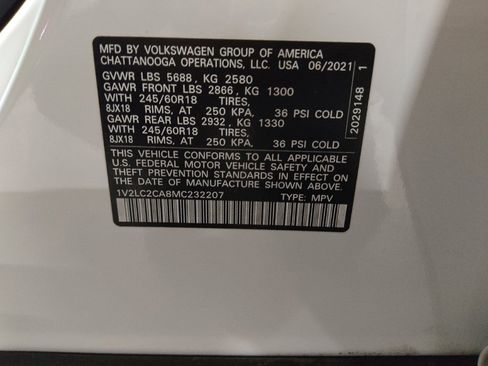 MFD BY VOLKSWAGEN GROUP OF AMERICA
CHATTANOOGA OPERATIONS, LLC. USA 06/2021
GVWR LBS 5688, KG 2580
GAWR FRONT LBS 2866, KG 1300
WITH 245/60R18 TIRES,
8JX18 RIMS, AT 250 KPA, 36 PSI COLD
GAWR REAR LBS 2932, KG 1330
WITH 245/60R18 TIRES,
8JX18 RIMS, AT 250 KPA, 36 PSI COLD
THIS VEHICLE CONFORMS TO ALL APPLICABLE
U.S. FEDERAL MOTOR VEHICLE SAFETY AND
THEFT PREVENTION STANDARDS IN EFFECT ON
THE DATE OF MANUFACTURE SHOWN ABOVE.
1V2LC2CA8MC232207 TYPE: MPV
2029148 1